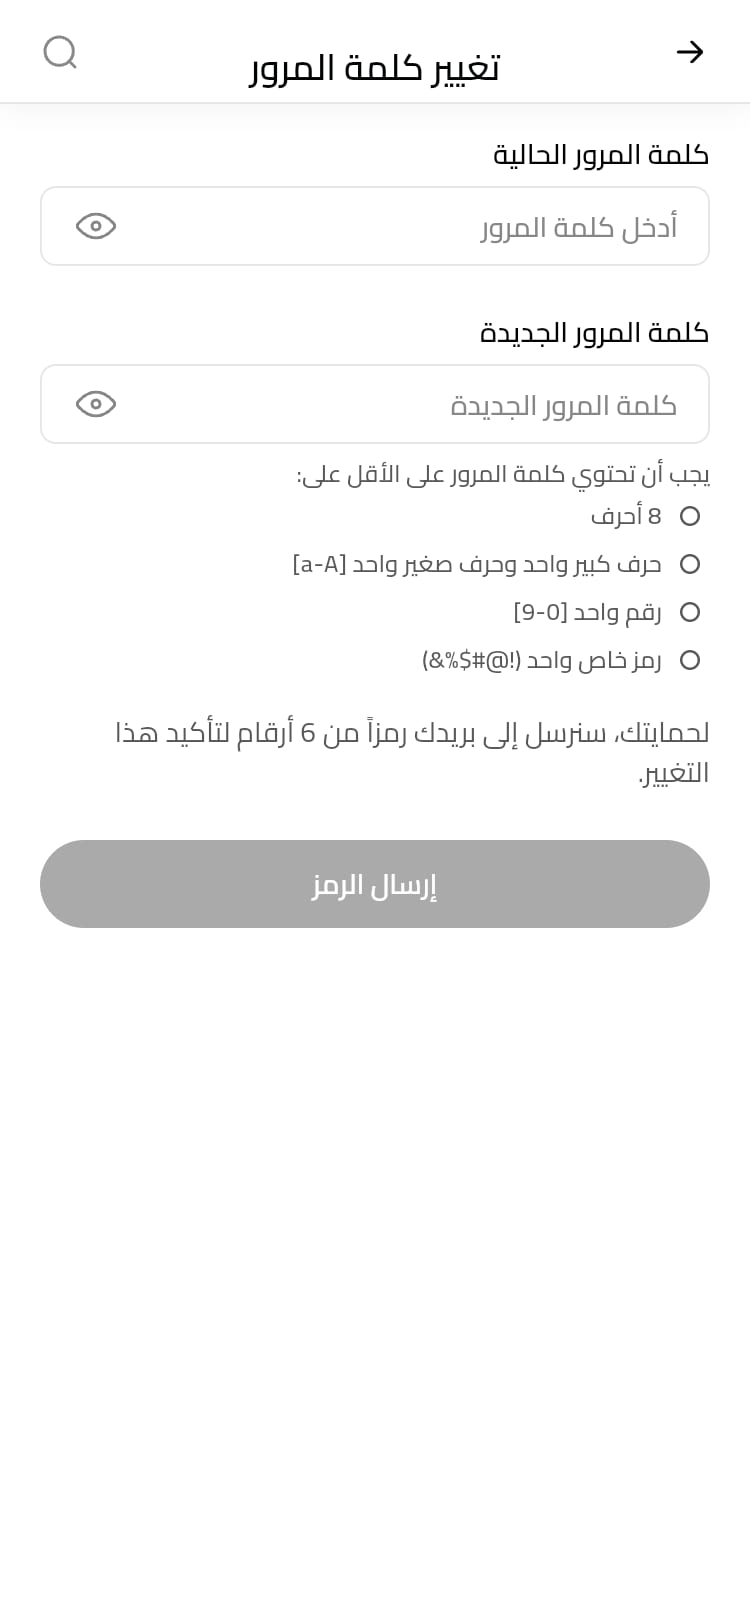 تغيير كلمة المرور
كلمة المرور الحالية
أدخل كلمة المرور
كلمة المرور الجديدة
كلمة المرور الجديدة
يجب أن تحتوي كلمة المرور على الأقل على:
8 أحرف
حرف كبير واحد وحرف صغير واحد [a-A]
رقم واحد [0-9]
رمز خاص واحد (!@#$%&)
لحمايتك، سنرسل إلى بريدك رمزاً من 6 أرقام لتأكيد هذا
التغيير.
إرسال الرمز